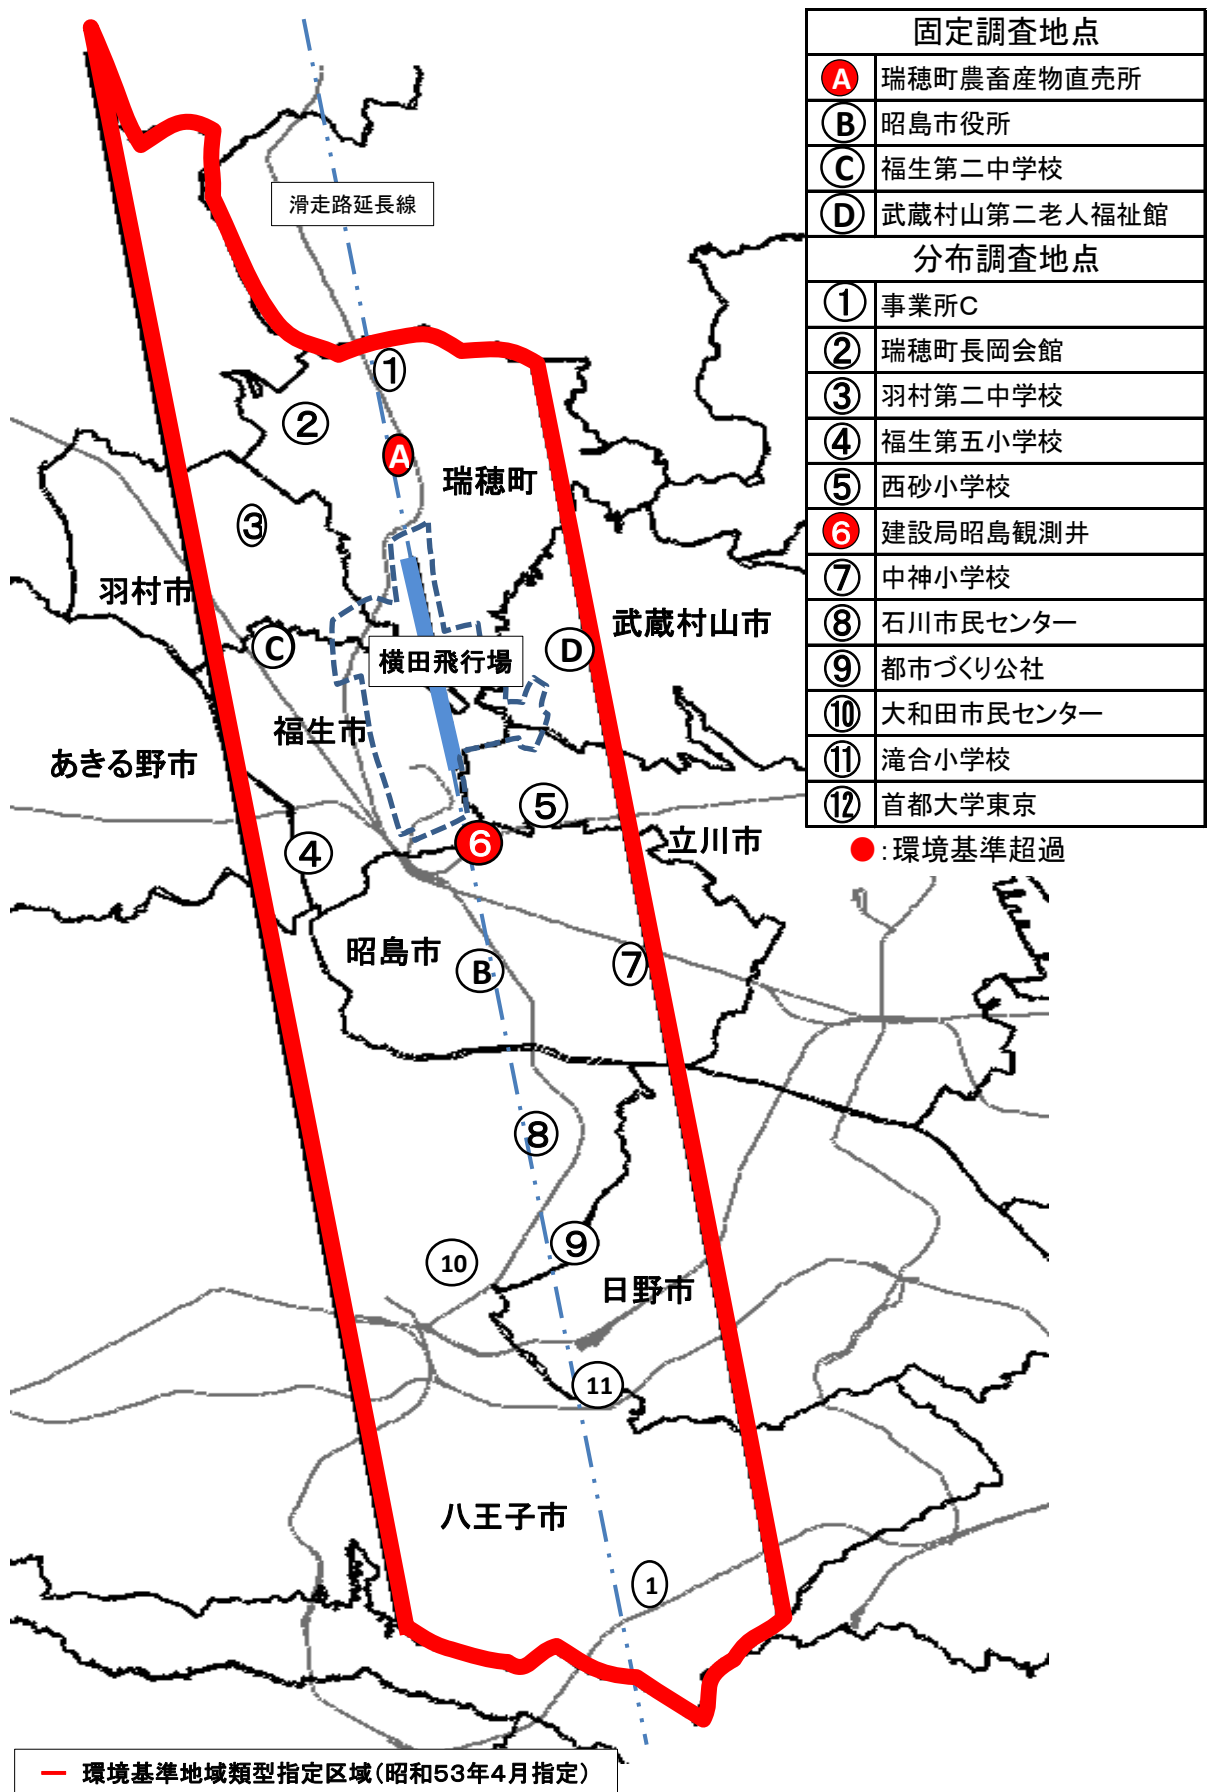 固定調査地点
A 瑞穂町農畜産物直売所
B 昭島市役所
C 福生第二中学校
D 武蔵村山第二老人福祉館
分布調査地点
① 事業所C
② 瑞穂町長岡会館
③ 羽村第二中学校
④ 福生第五小学校
⑤ 西砂小学校
⑥ 建設局昭島観測井
⑦ 中神小学校
⑧ 石川市民センター
⑨ 都市づくり公社
⑩ 大和田市民センター
⑪ 滝合小学校
⑫ 首都大学東京
●:環境基準超過
滑走路延長線
①
②
A
瑞穂町
③
羽村市
武蔵村山市
C
横田飛行場
D
福生市
あきる野市
⑤
④
⑥
立川市
昭島市
B
⑦
⑧
⑨
10
日野市
11
八王子市
1
環境基準地域類型指定区域(昭和53年4月指定)